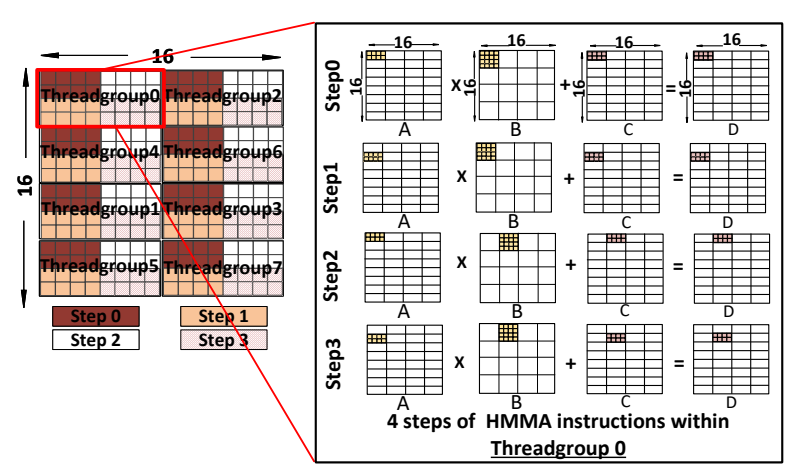 16
16
Threadgroup0 Threadgroup2
Threadgroup4 Threadgroup6
Threadgroup1 Threadgroup3
Threadgroup5 Threadgroup7
Step 0 Step 1
Step 2 Step 3
Step0
16 16 16 16
16 X + 16 = 16
A B C D
Step1
X + =
A B C D
Step2
X + =
A B C D
Step3
X + =
A B C D
4 steps of HMMA instructions within
Threadgroup 0